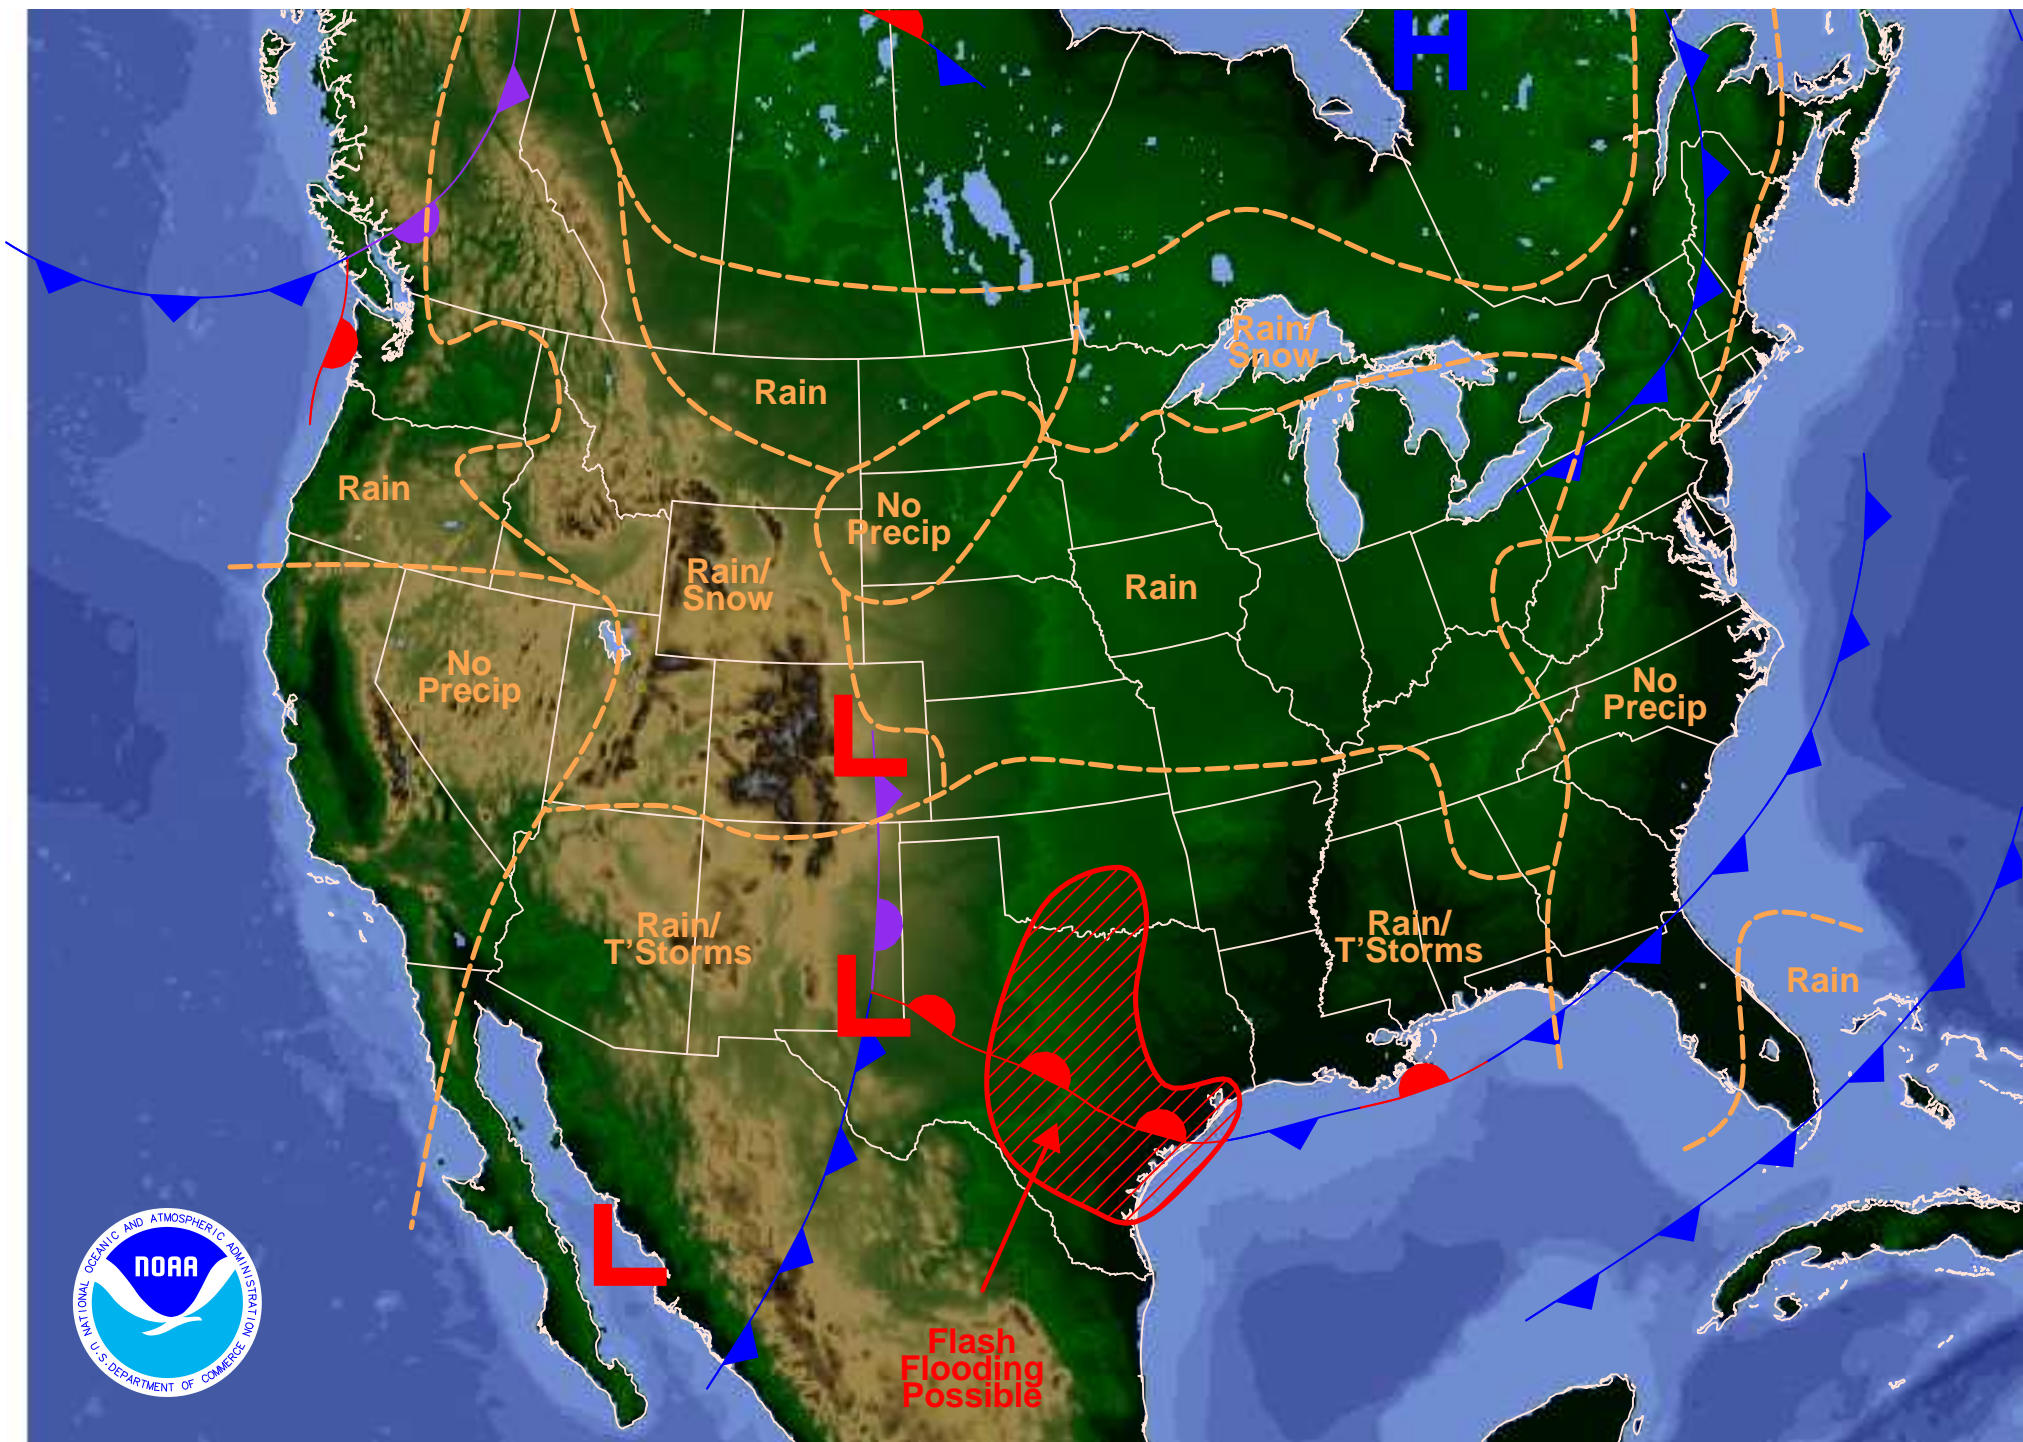 H
Rain/
Snow
Rain
Rain
No
Precip
Rain/
Snow
Rain
No
Precip
No
Precip
L
Rain/
T'Storms
Rain/
T'Storms
Rain
L
L
Flash
Flooding
Possible
NATIONAL OCEANIC AND ATMOSPHERIC ADMINISTRATION
NOAA
U.S. DEPARTMENT OF COMMERCE